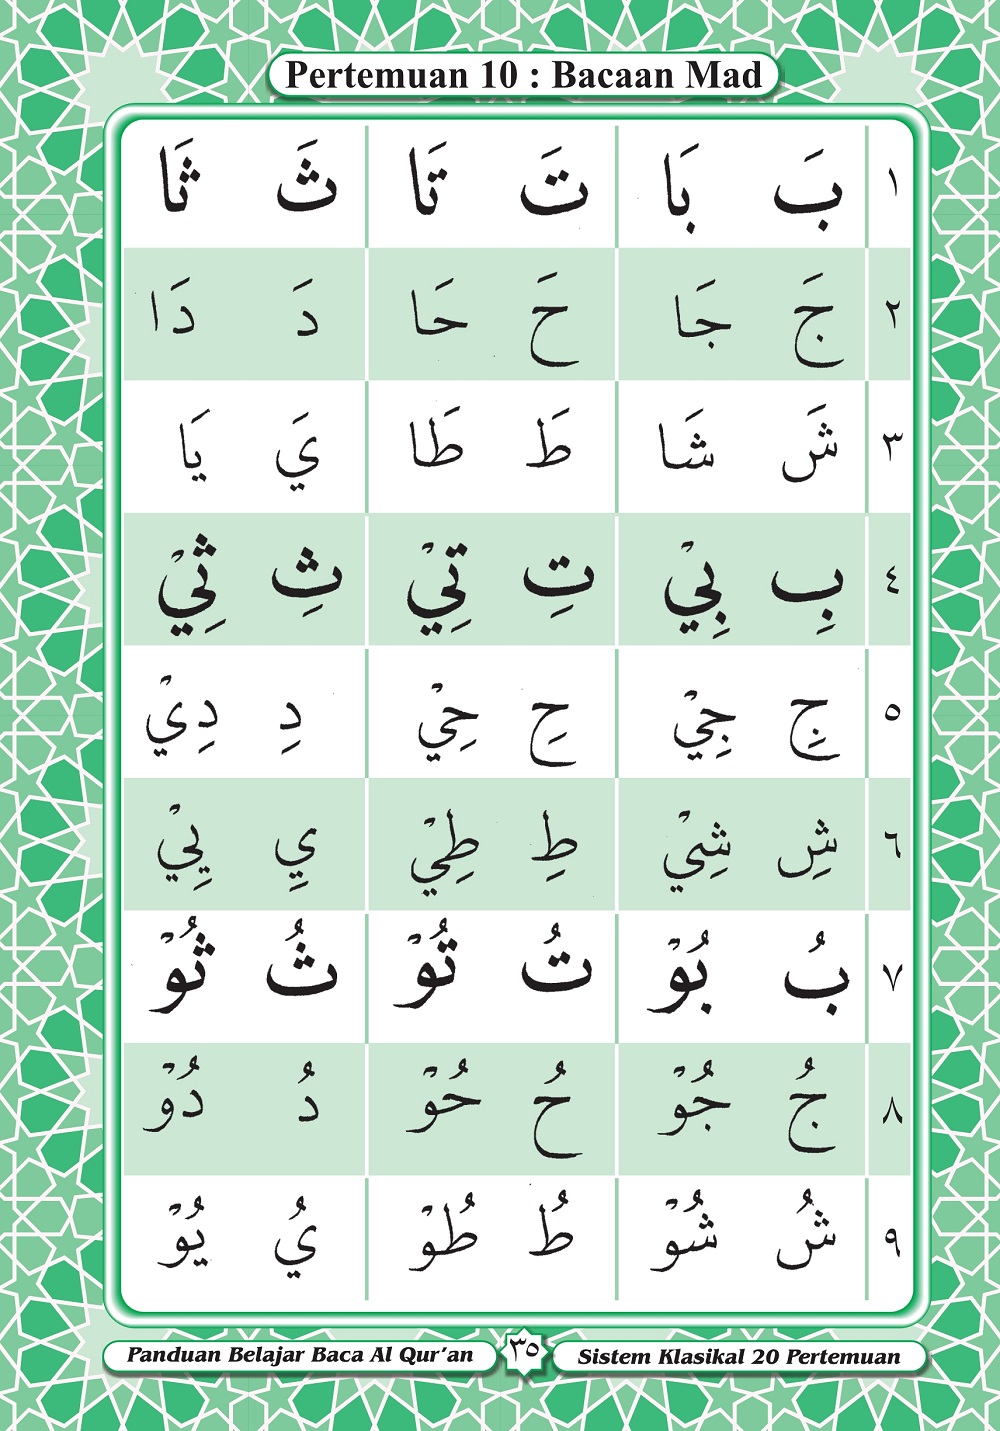 Pertemuan 10 : Bacaan Mad
١ بَ بَا تَ تَا ثَ ثَا
٢ جَ جَا حَ حَا دَ دَا
٣ شَ شَا طَ طَا يَ يَا
٤ بِ بِيْ تِ تِيْ ثِ ثِيْ
٥ جِ جِيْ حِ حِيْ دِ دِيْ
٦ شِ شِيْ طِ طِيْ يِ يِيْ
٧ بُ بُوْ تُ تُوْ ثُ ثُوْ
٨ جُ جُوْ حُ حُوْ دُ دُوْ
٩ شُ شُوْ طُ طُوْ يُ يُوْ
Panduan Belajar Baca Al Qur'an ٣٥ Sistem Klasikal 20 Pertemuan